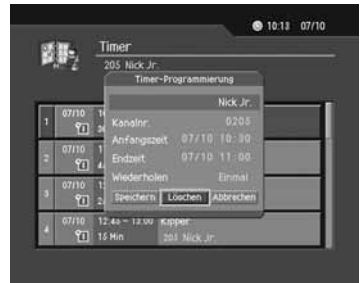 10:13 07/10
Timer
205 Nick Jr.
Timer-Programmierung
Nick Jr.
Kanalnr. 0205
Anfangszeit 07/10 10:30
Endzeit 07/10 11:00
Wiederholen Einmal
Speichern Löschen Abbrechen
1 07/10
2 07/10
3 07/10
4 07/10 12:45 - 13:00 Kipper
15 Min 205 Nick Jr.